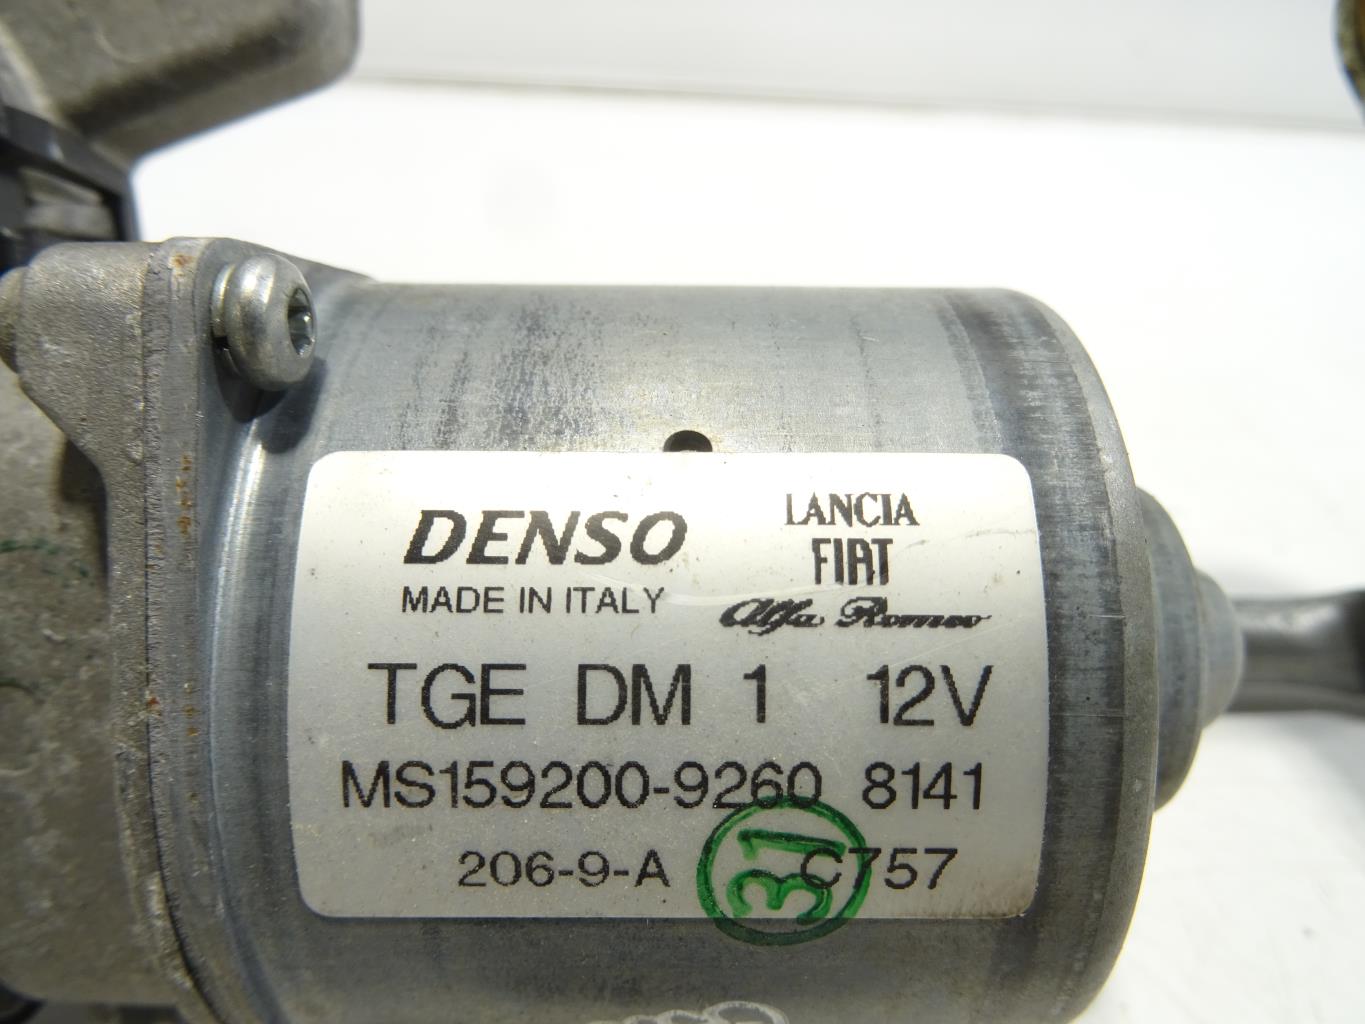 DENSO
MADE IN ITALY
LANCIA
FIAT
Alfa Romeo
TGE DM 1 12V
MS159200-9260 8141
206-9-A C757
31